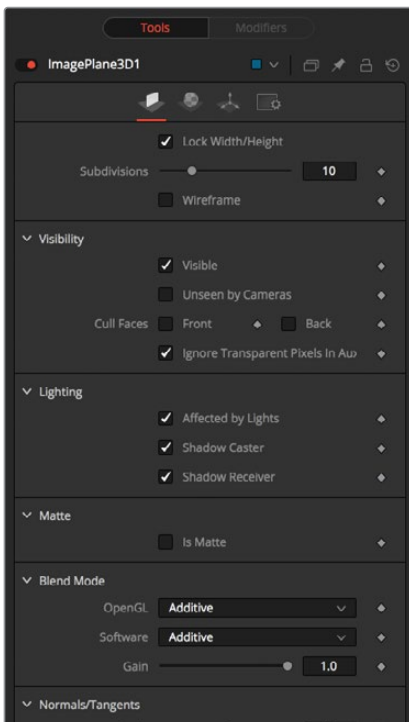 Tools Modifiers
ImagePlane3D1
Lock Width/Height
Subdivisions 10
Wireframe
Visibility
Visible
Unseen by Cameras
Cull Faces Front Back
Ignore Transparent Pixels In Aux
Lighting
Affected by Lights
Shadow Caster
Shadow Receiver
Matte
Is Matte
Blend Mode
OpenGL Additive
Software Additive
Gain 1.0
Normals/Tangents